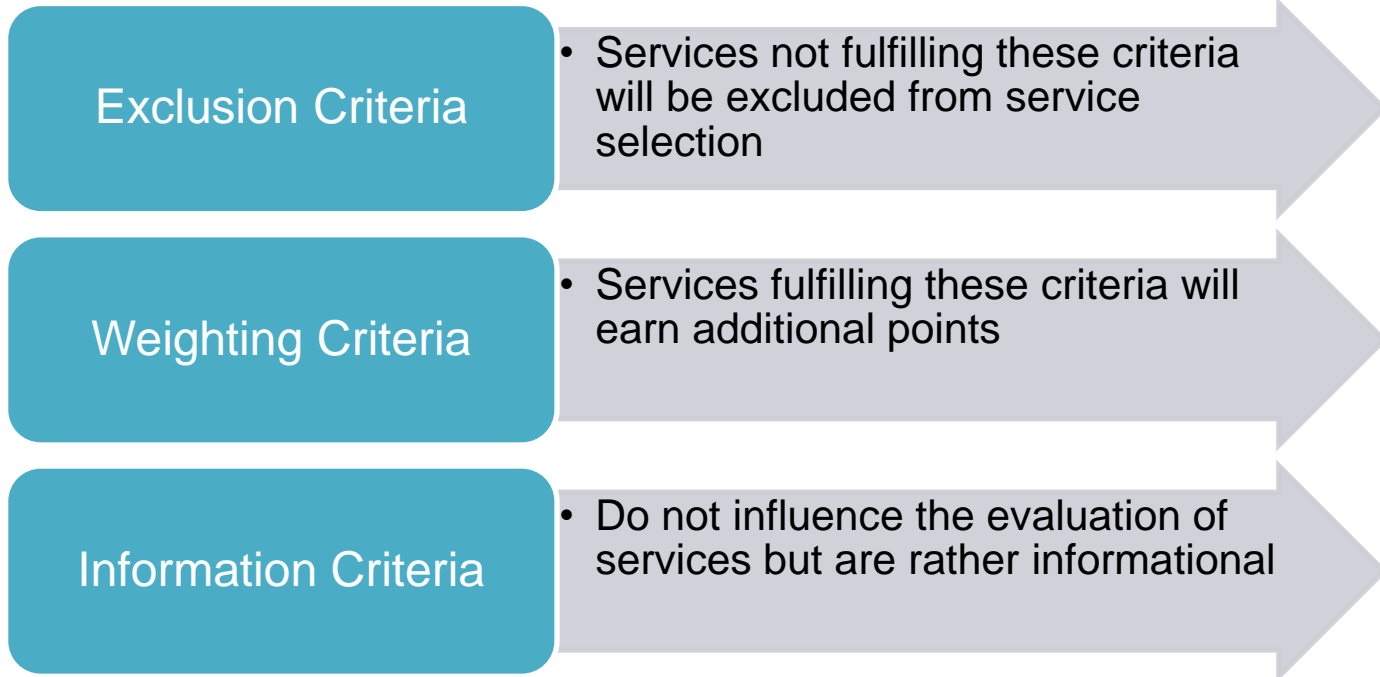 Exclusion Criteria
• Services not fulfilling these criteria
will be excluded from service
selection
Weighting Criteria
• Services fulfilling these criteria will
earn additional points
Information Criteria
• Do not influence the evaluation of
services but are rather informational